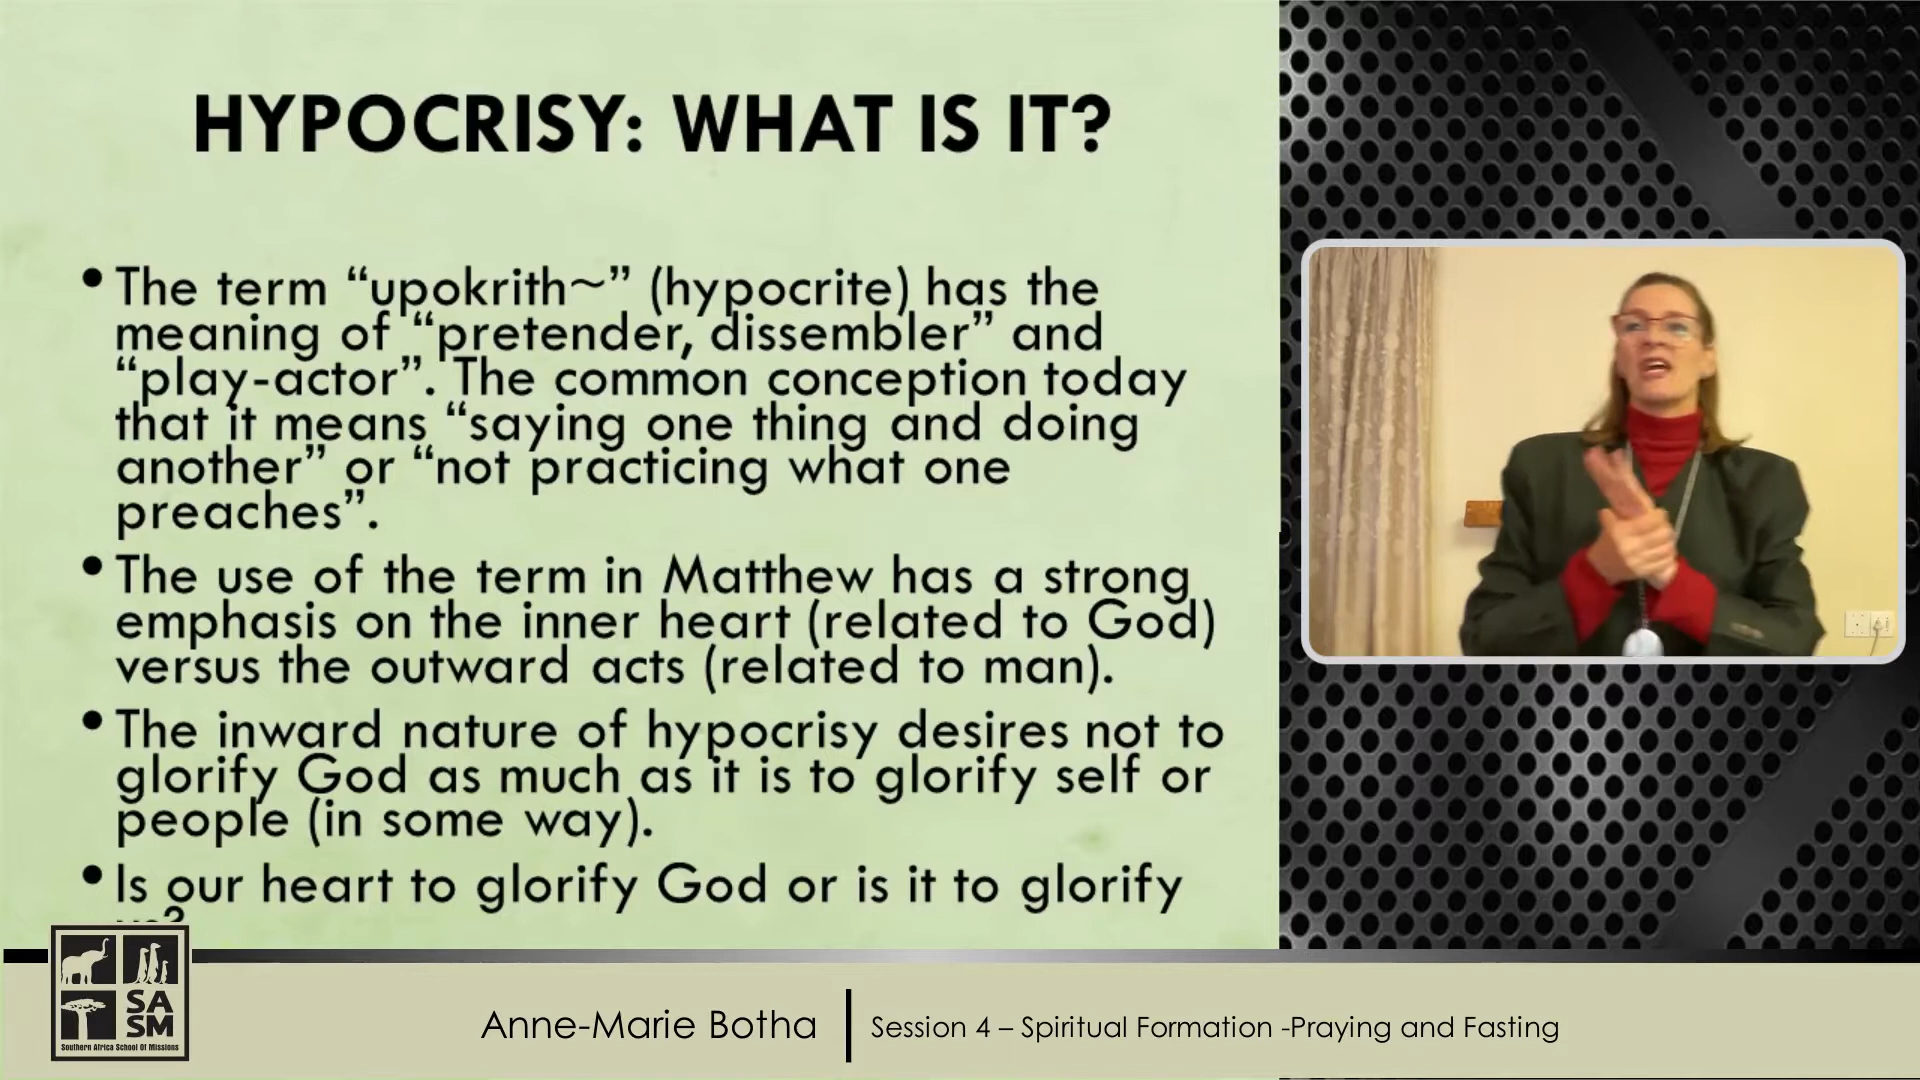 HYPOCRISY: WHAT IS IT?
• The term “upokrith~” (hypocrite) has the
meaning of “pretender, dissembler” and
“play-actor”. The common conception today
that it means “saying one thing and doing
another” or “not practicing what one
preaches”.
• The use of the term in Matthew has a strong
emphasis on the inner heart (related to God)
versus the outward acts (related to man).
• The inward nature of hypocrisy desires not to
glorify God as much as it is to glorify self or
people (in some way).
• Is our heart to glorify God or is it to glorify
SA
SM
Southern Africa School Of Missions
Anne-Marie Botha
Session 4 – Spiritual Formation -Praying and Fasting